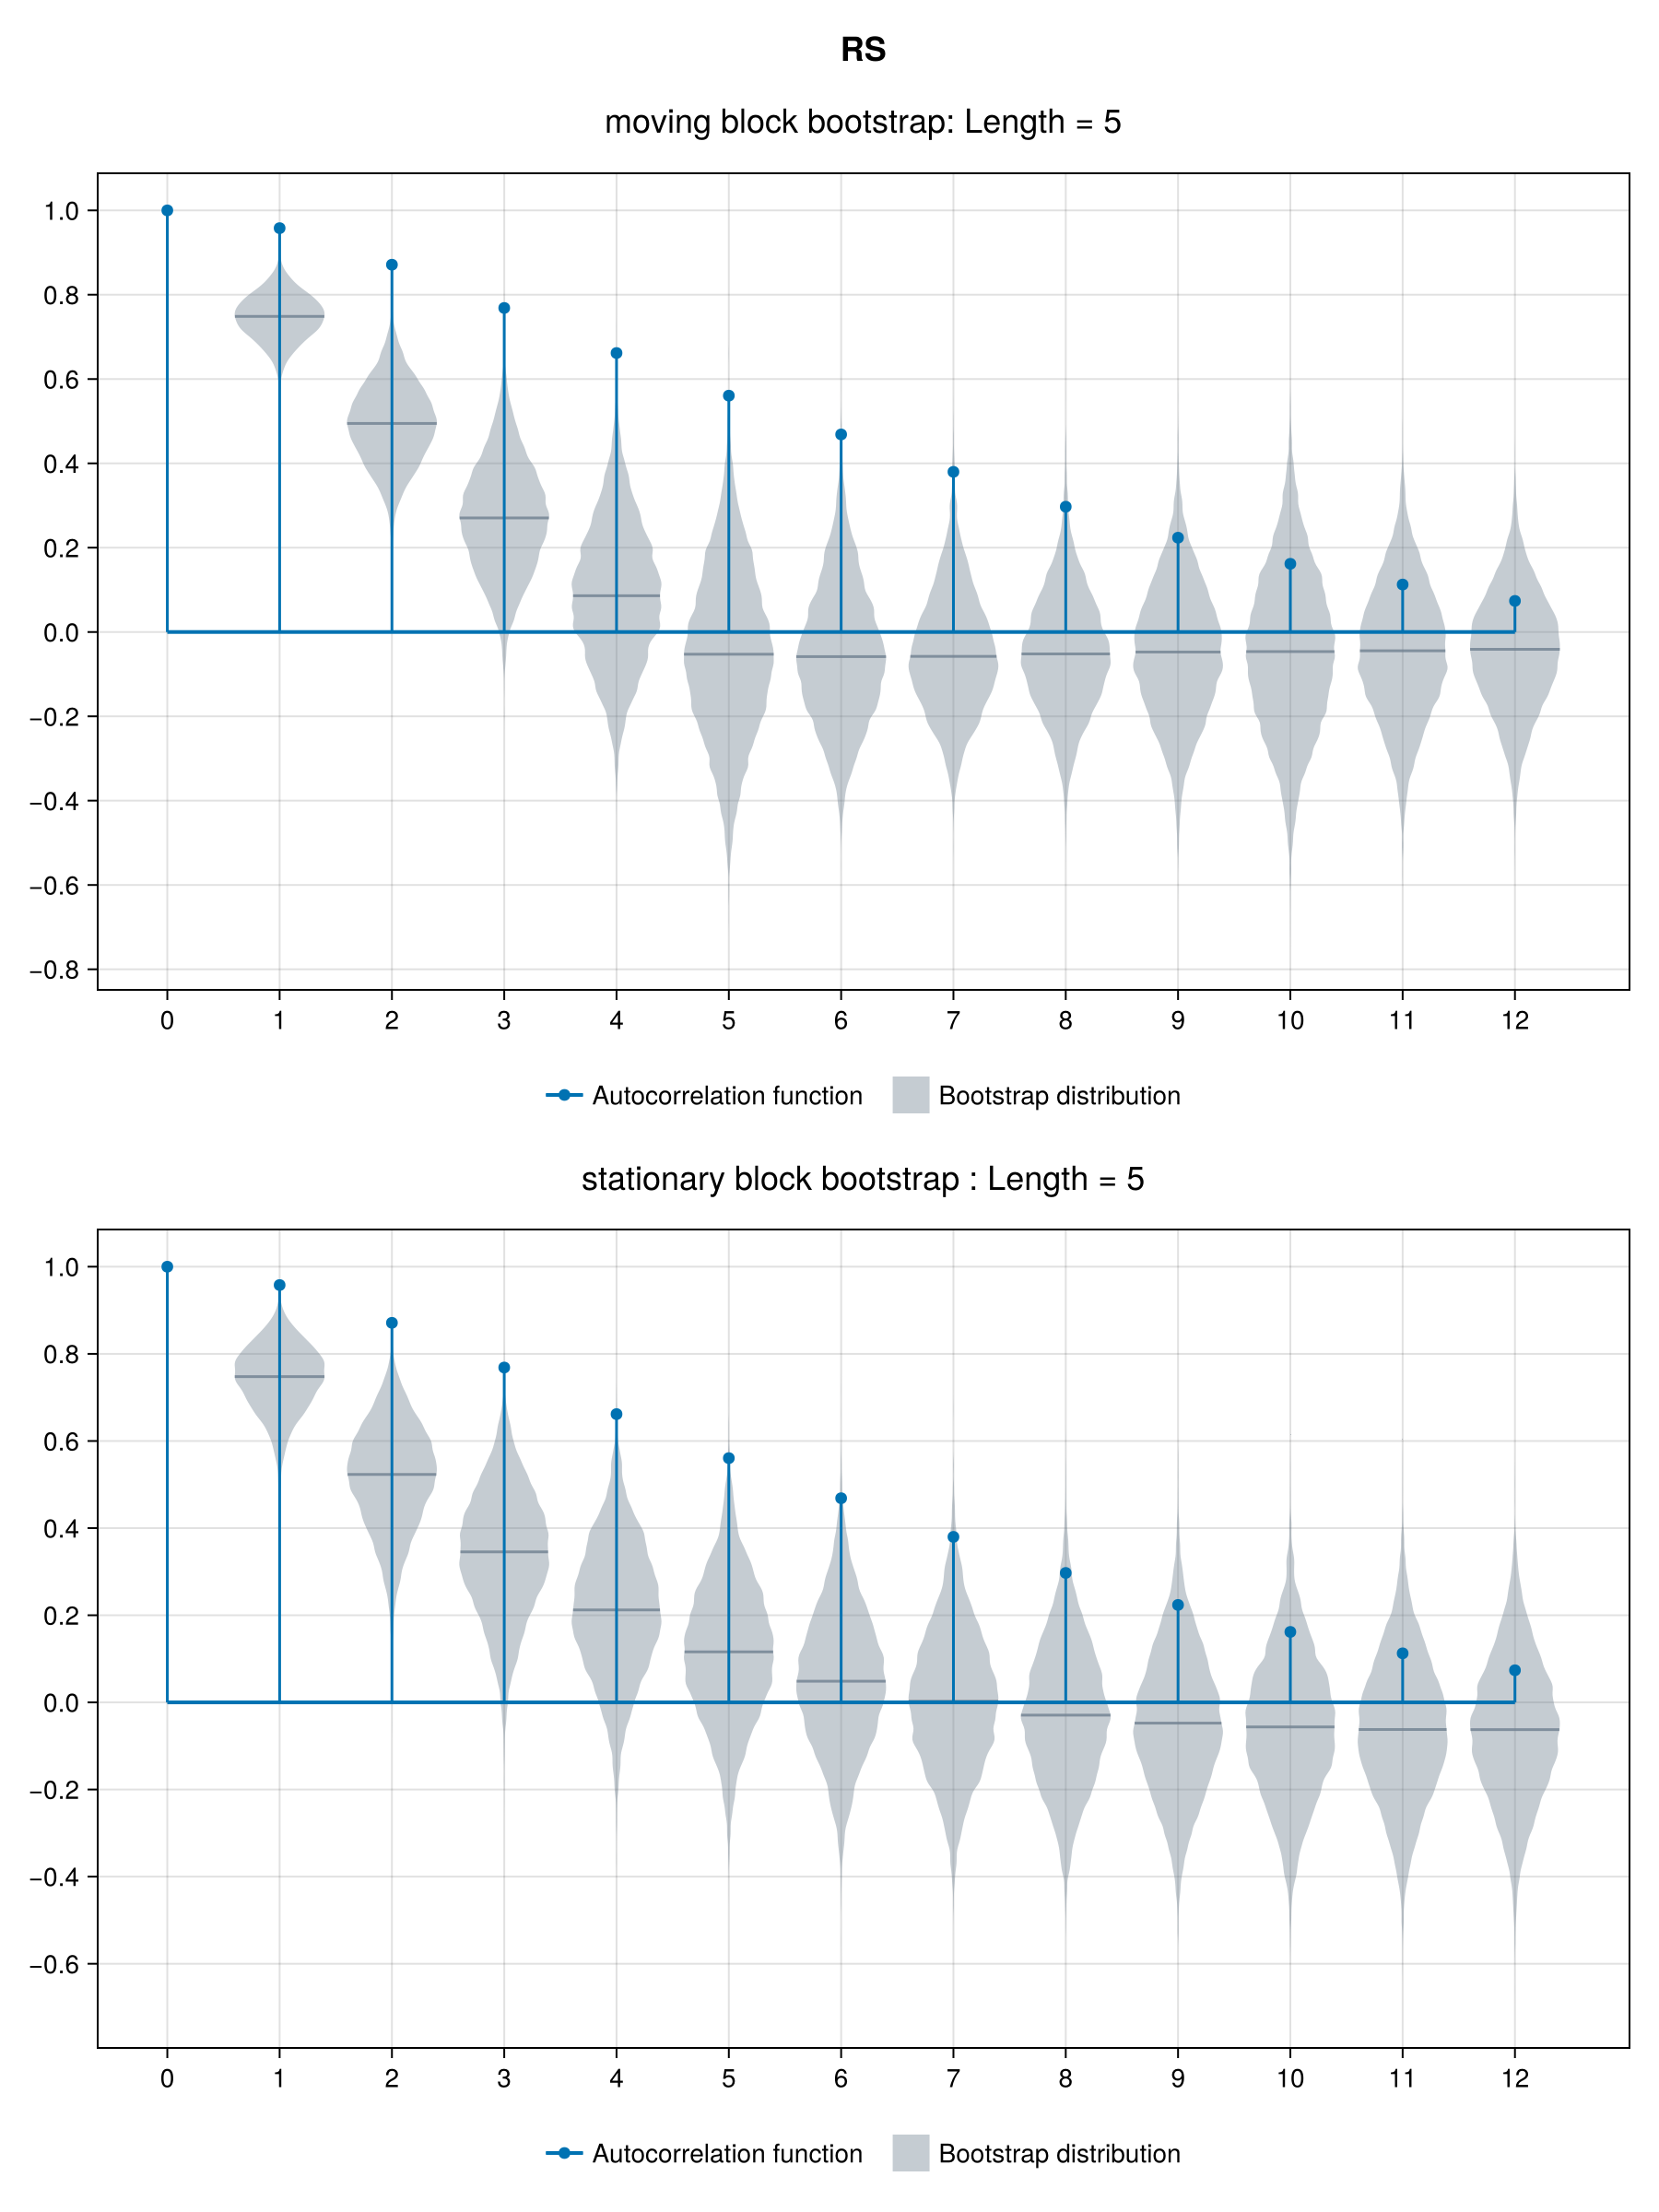 RS
moving block bootstrap: Length = 5
1.0
0.8
0.6
0.4
0.2
0.0
−0.2
−0.4
−0.6
−0.8
0 1 2 3 4 5 6 7 8 9 10 11 12
Autocorrelation function Bootstrap distribution
stationary block bootstrap : Length = 5
1.0
0.8
0.6
0.4
0.2
0.0
−0.2
−0.4
−0.6
0 1 2 3 4 5 6 7 8 9 10 11 12
Autocorrelation function Bootstrap distribution